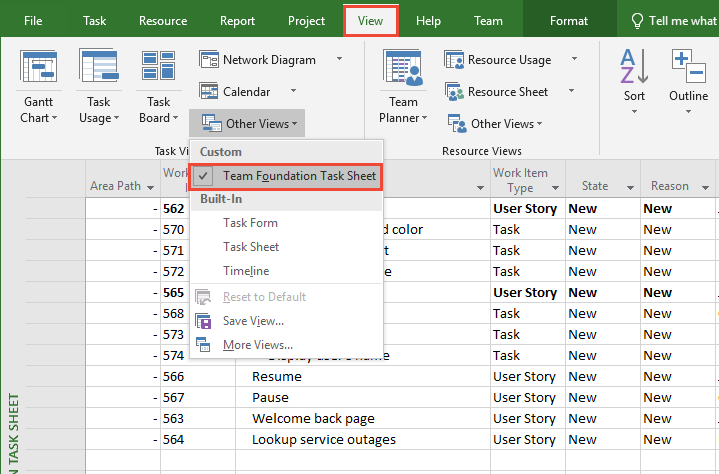 File Task Resource Report Project View Help Team Format Tell me what
Gantt Chart
Task Usage
Task Board
Network Diagram
Calendar
Other Views
Team Planner
Resource Usage
Resource Sheet
Other Views
Sort
Outline
Task Vi
Resource Views
Custom
Team Foundation Task Sheet
Built-In
Task Form
Task Sheet
Timeline
Reset to Default
Save View...
More Views...
Area Path Work Work Item Type State Reason
- 562 User Story New New
- 570 d color Task New New
- 571 t Task New New
- 572 e Task New New
- 565 User Story New New
- 568 Task New New
- 573 Task New New
- 574 Display user's name Task New New
- 566 Resume User Story New New
- 567 Pause User Story New New
- 563 Welcome back page User Story New New
- 564 Lookup service outages User Story New New
N TASK SHEET